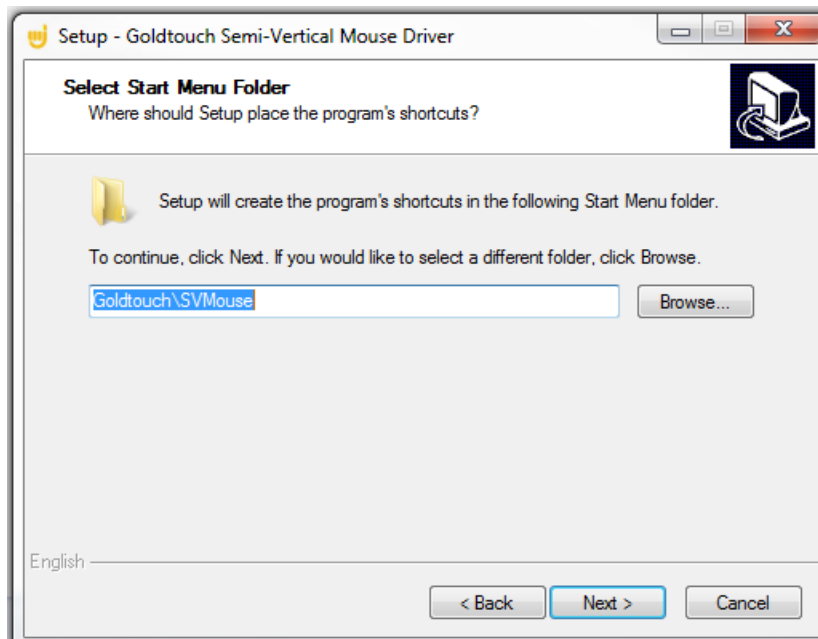 Setup - Goldtouch Semi-Vertical Mouse Driver
Select Start Menu Folder
Where should Setup place the program's shortcuts?
Setup will create the program's shortcuts in the following Start Menu folder.
To continue, click Next. If you would like to select a different folder, click Browse.
Goldtouch\SVMouse
Browse...
English
< Back
Next >
Cancel